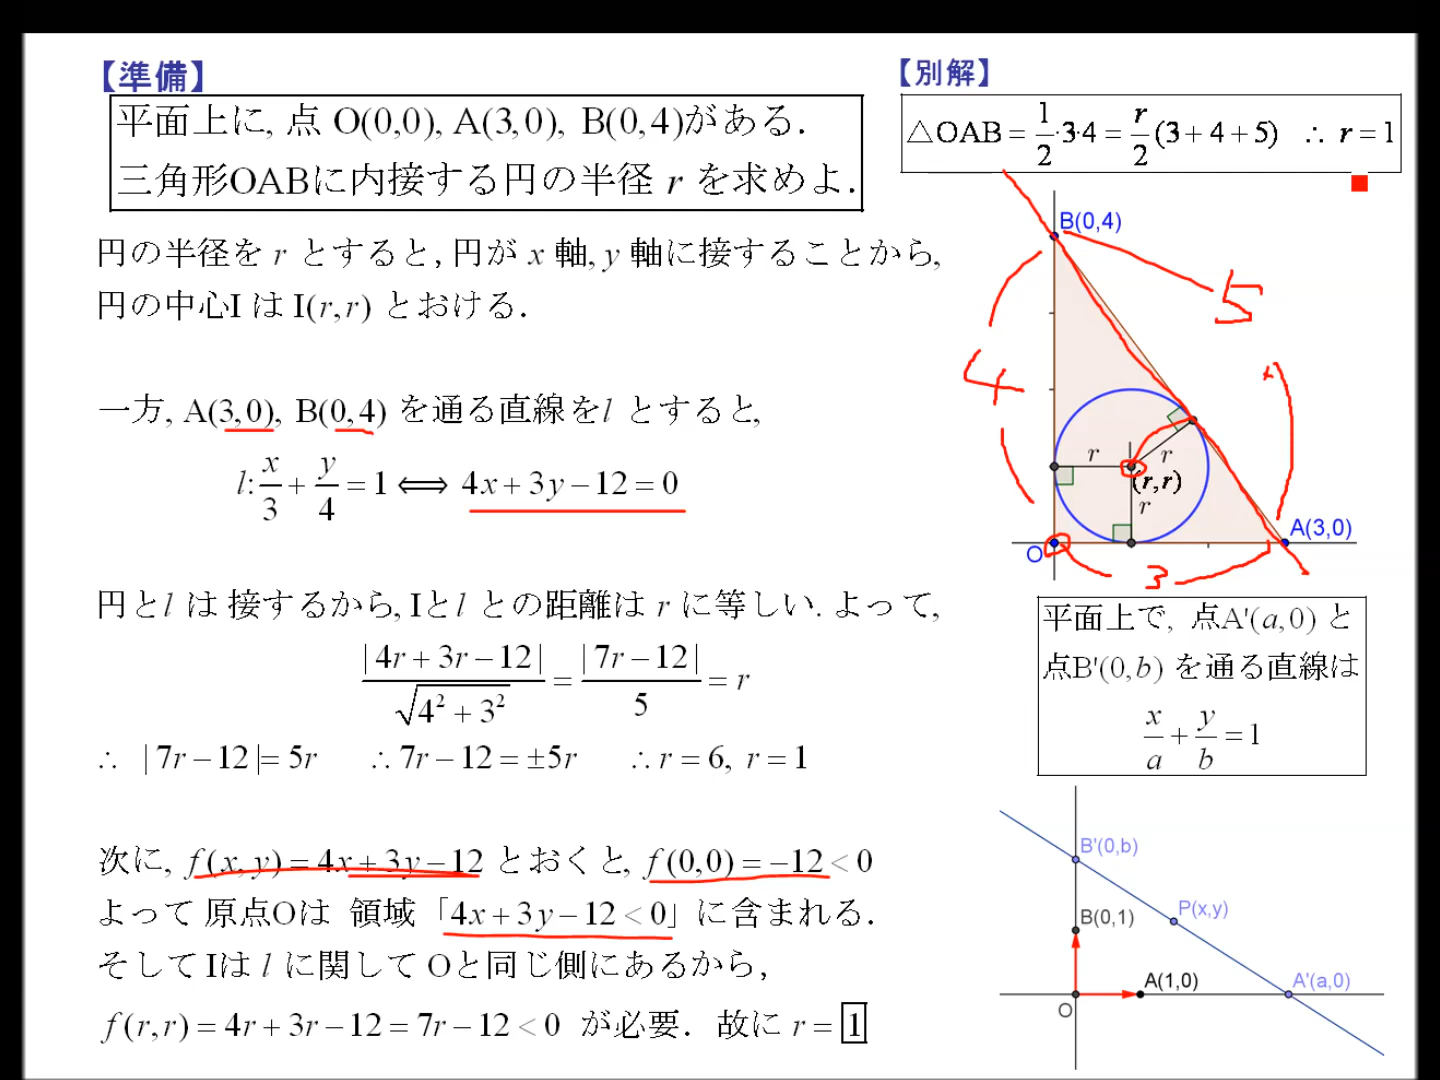 【準備】
平面上に, 点 O(0,0), A(3,0), B(0,4)がある.
三角形OABに内接する円の半径 r を求めよ.
円の半径を r とすると, 円が x 軸, y 軸に接することから,
円の中心I は I(r,r) とおける.
一方, A(3,0), B(0,4) を通る直線を l とすると,
l: x/3 + y/4 = 1 ⟺ 4x+3y−12=0
円と l は 接するから, Iと l との距離は r に等しい. よって,
|4r+3r−12|/√(4²+3²) = |7r−12|/5 = r
∴ |7r−12|=5r ∴ 7r−12=±5r ∴ r=6, r=1
次に, f(x,y)=4x+3y−12 とおくと, f(0,0)=−12<0
よって 原点Oは 領域「4x+3y−12<0」に含まれる.
そして Iは l に関して Oと同じ側にあるから,
f(r,r)=4r+3r−12=7r−12<0 が必要. 故に r=1
【別解】
△OAB = 1/2・3・4 = r/2 (3+4+5) ∴ r=1
B(0,4)
5
4
r
r
(r,r)
r
A(3,0)
O
3
平面上で, 点A'(a,0) と
点B'(0,b) を通る直線は
x/a + y/b = 1
B'(0,b)
P(x,y)
B(0,1)
A(1,0)
A'(a,0)
O